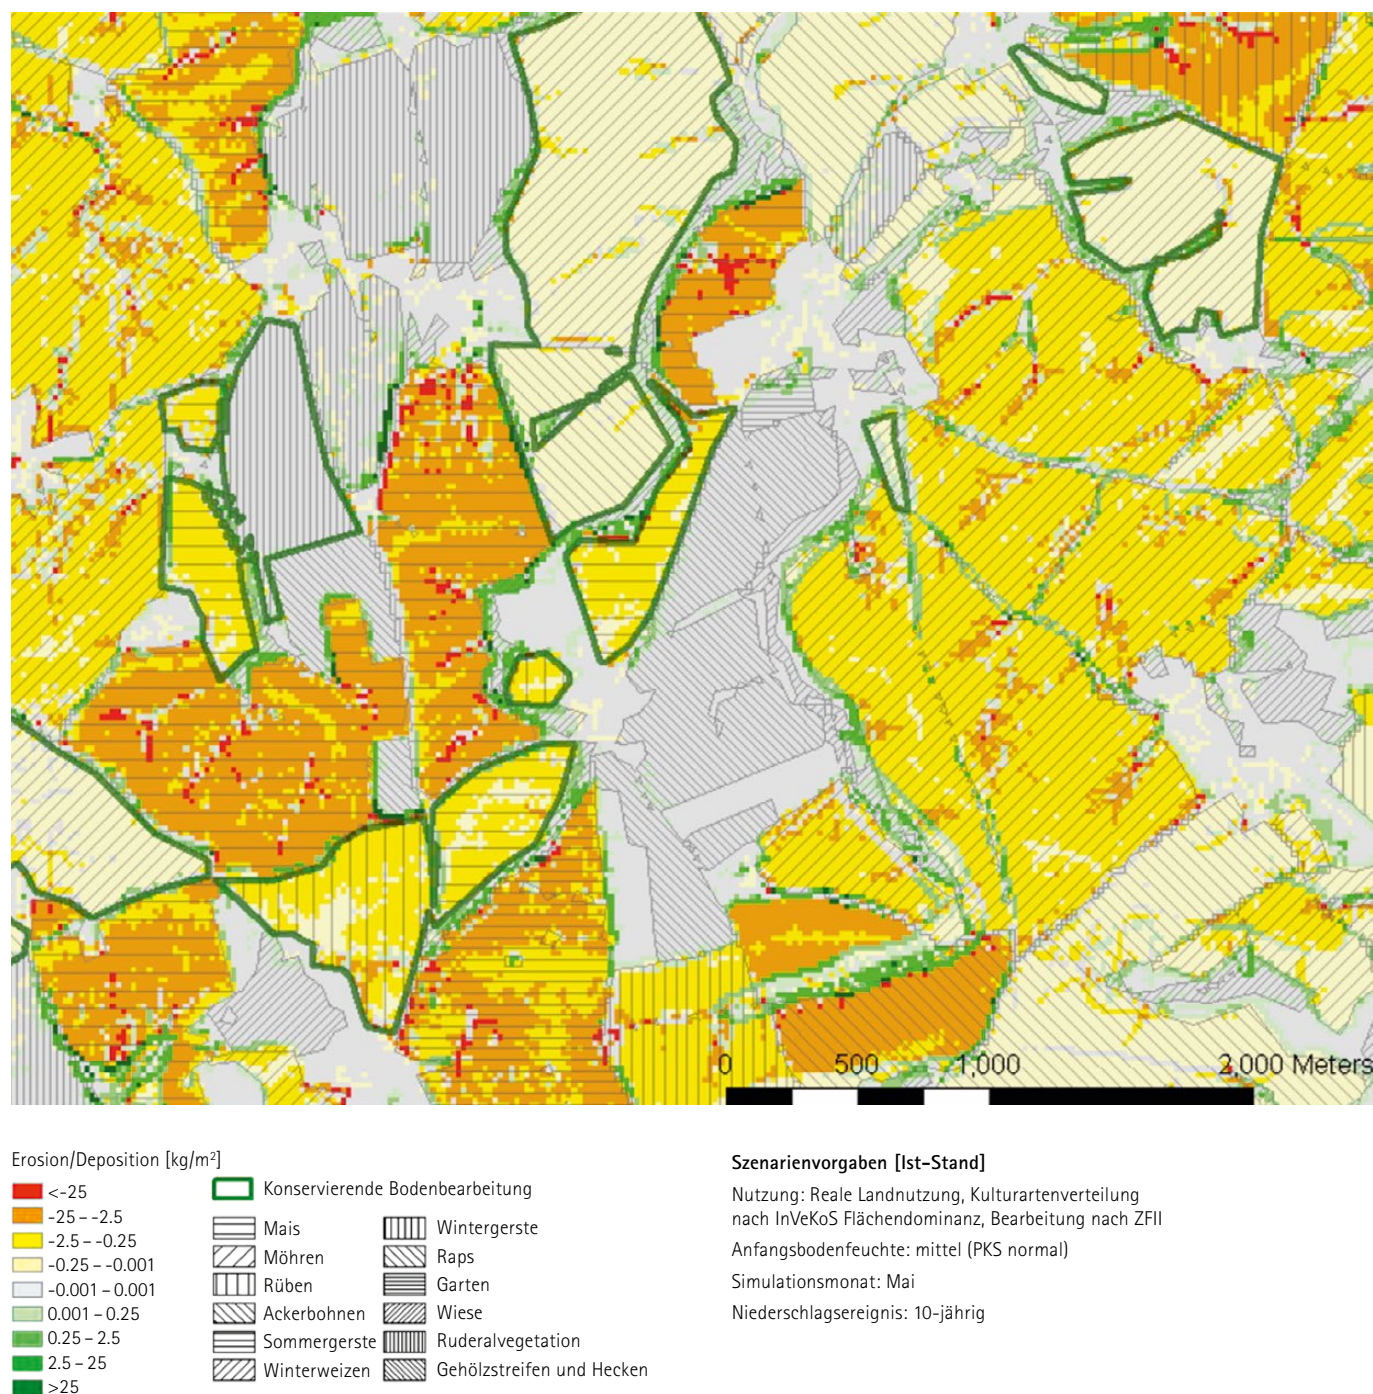 0 500 1,000 2,000 Meters
Erosion/Deposition [kg/m²]
<-25
-25 – -2.5
-2.5 – -0.25
-0.25 – -0.001
-0.001 – 0.001
0.001 – 0.25
0.25 – 2.5
2.5 – 25
>25
Konservierende Bodenbearbeitung
Mais
Möhren
Rüben
Ackerbohnen
Sommergerste
Winterweizen
Wintergerste
Raps
Garten
Wiese
Ruderalvegetation
Gehölzstreifen und Hecken
Szenarienvorgaben [Ist-Stand]
Nutzung: Reale Landnutzung, Kulturartenverteilung
nach InVeKoS Flächendominanz, Bearbeitung nach ZFII
Anfangsbodenfeuchte: mittel (PKS normal)
Simulationsmonat: Mai
Niederschlagsereignis: 10-jährig